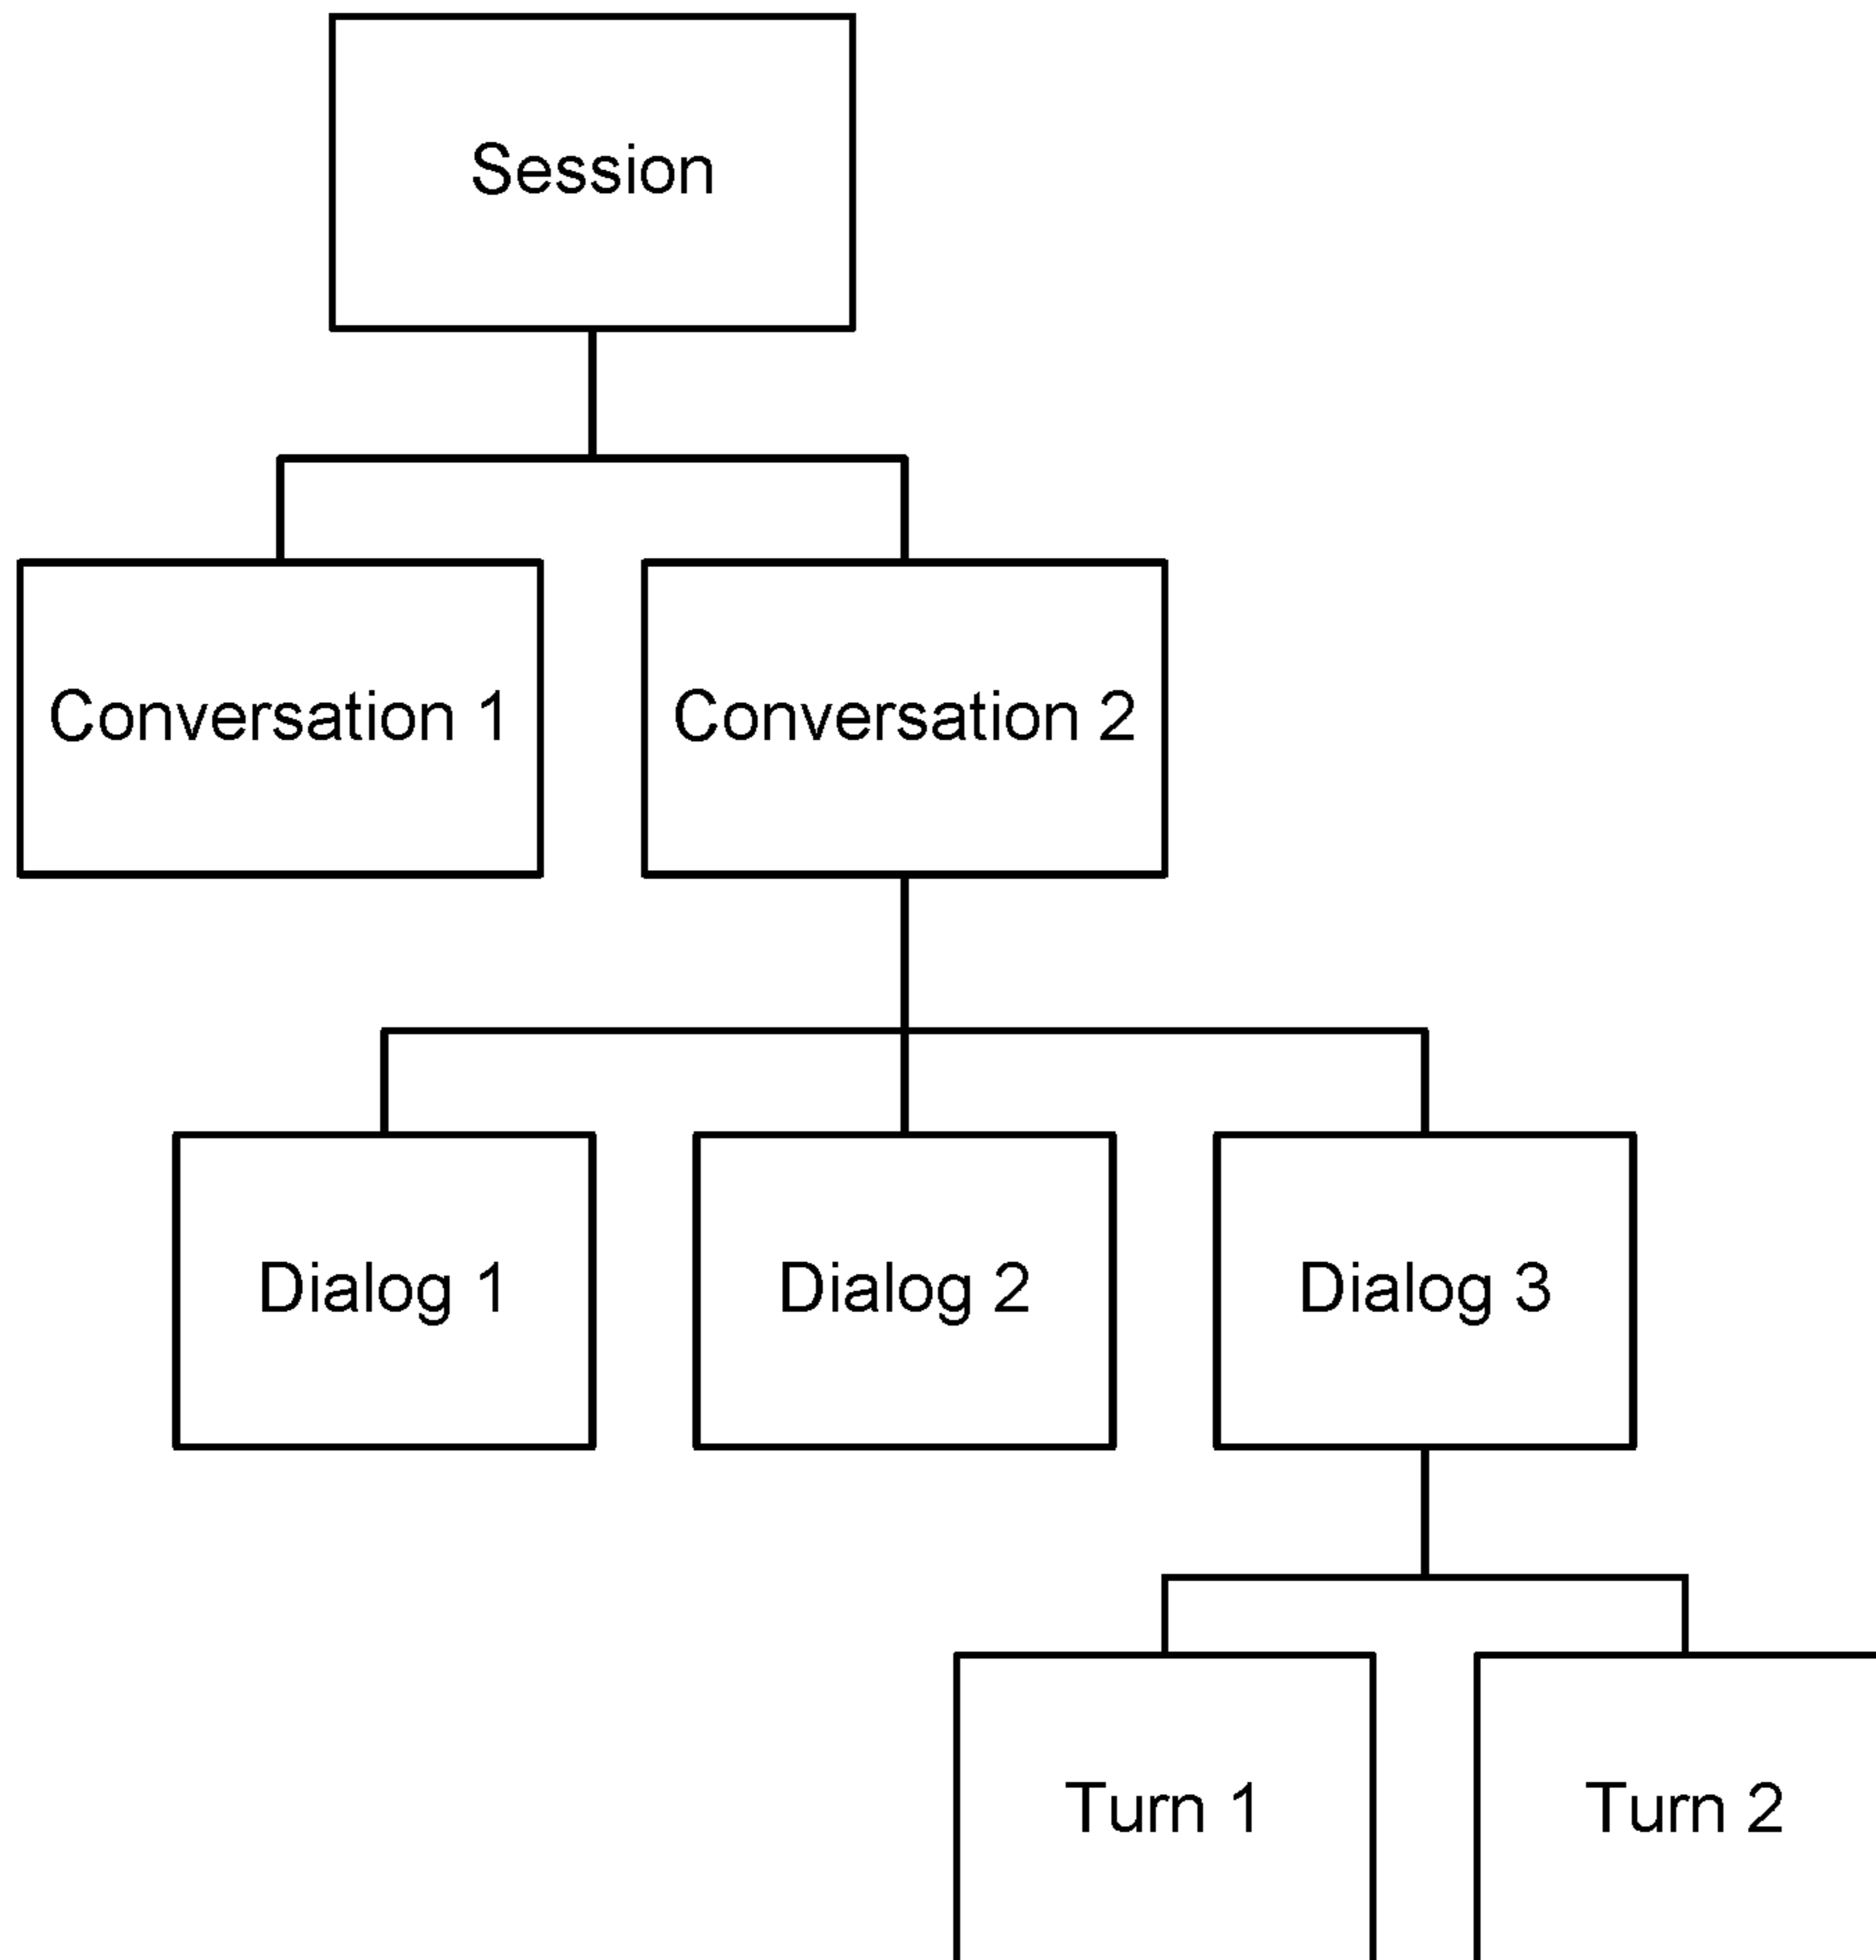 Session
Conversation 1
Conversation 2
Dialog 1
Dialog 2
Dialog 3
Turn 1
Turn 2